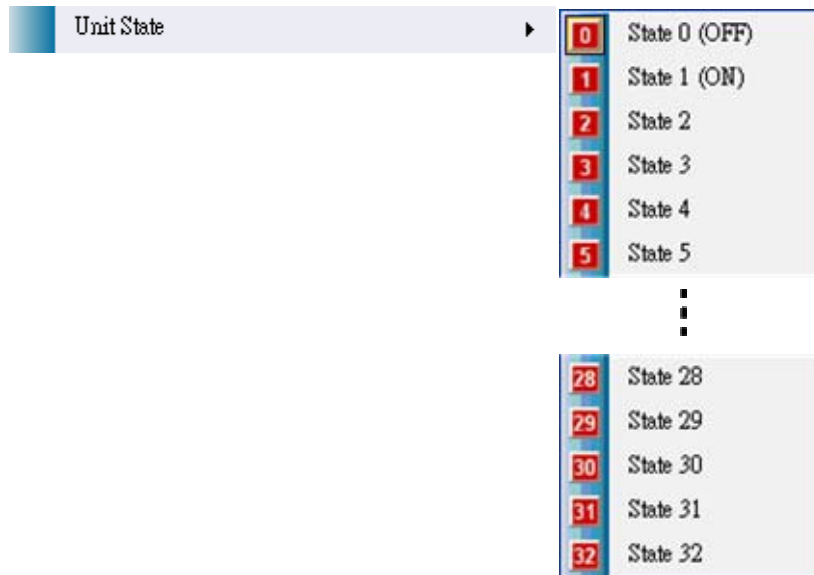 Unit State
0 State 0 (OFF)
1 State 1 (ON)
2 State 2
3 State 3
4 State 4
5 State 5
28 State 28
29 State 29
30 State 30
31 State 31
32 State 32